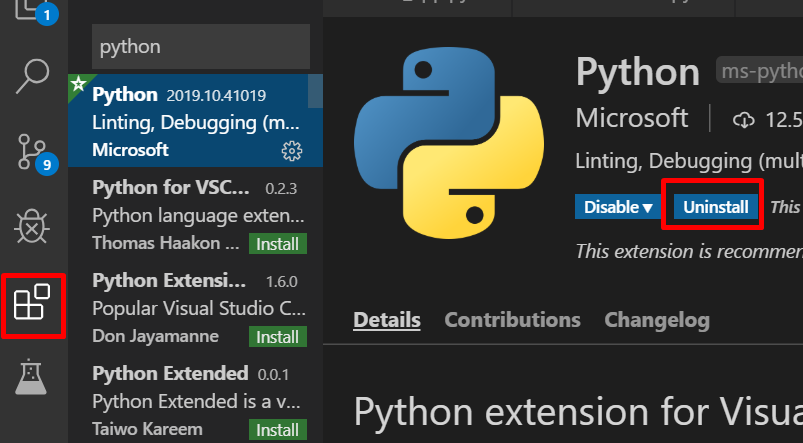 1
python
Python 2019.10.41019
Linting, Debugging (m...
Microsoft
9
Python for VSC... 0.2.3
Python language exten...
Thomas Haakon ... Install
Python Extensi... 1.6.0
Popular Visual Studio C...
Don Jayamanne Install
Python Extended 0.0.1
Python Extended is a v...
Taiwo Kareem Install
Python ms-pytho
Microsoft 12.5
Linting, Debugging (mult
Disable Uninstall This
This extension is recomme
Details Contributions Changelog
Python extension for Visua